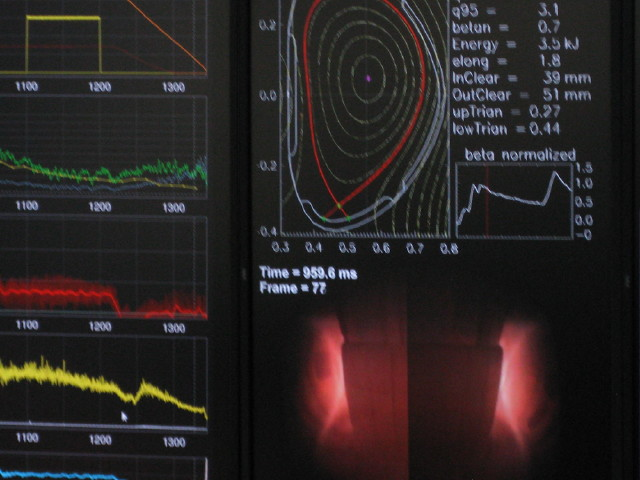 1100 1200 1300
1100 1200 1300
1100 1200 1300
1100 1200 1300
0.2
0.0
-0.2
-0.4
0.3 0.4 0.5 0.6 0.7 0.8
q95 = 3.1
betan = 0.7
Energy = 3.5 kJ
elong = 1.8
InClear = 39 mm
OutClear = 51 mm
upTrian = 0.27
lowTrian = 0.44
beta normalized
1.5
1.0
0.5
0.0
-0
Time = 959.6 ms
Frame = 77